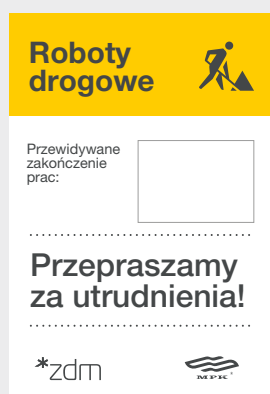 Roboty
drogowe
Przewidywane
zakończenie
prac:
Przepraszamy
za utrudnienia!
*zdm
MPK